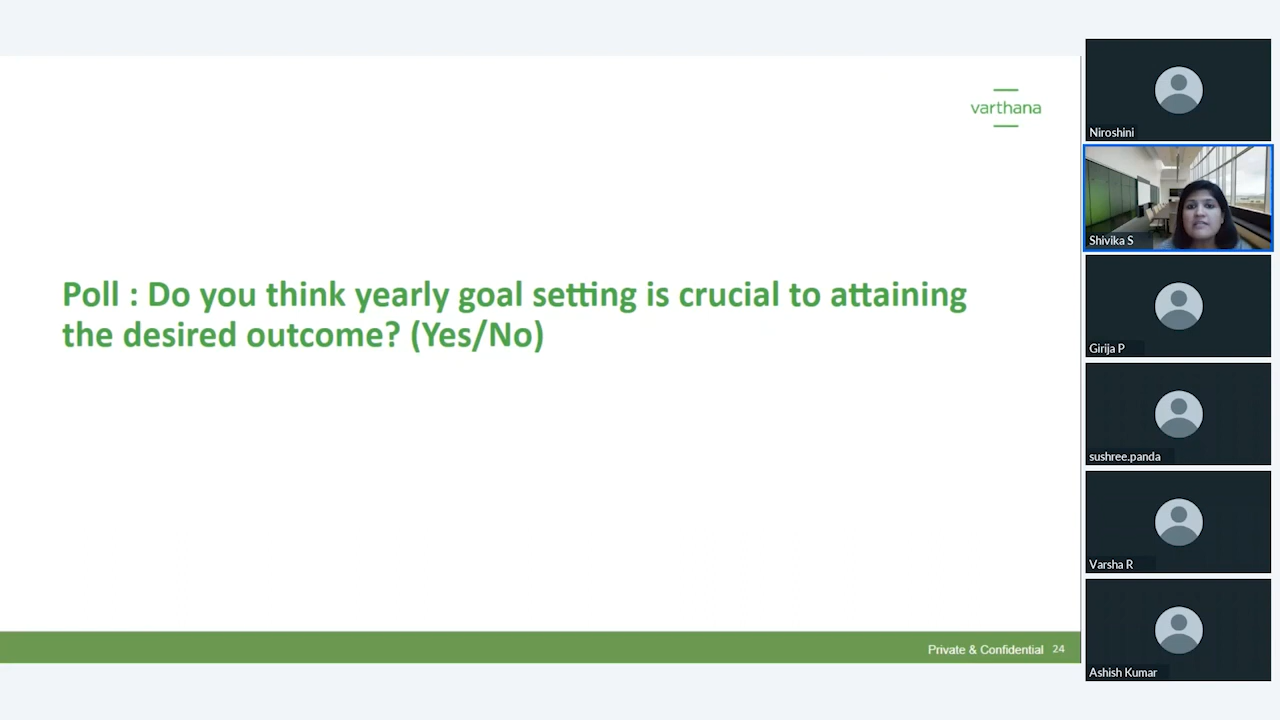 varthana
Poll : Do you think yearly goal setting is crucial to attaining
the desired outcome? (Yes/No)
Private & Confidential 24
Niroshini
Shivika S
Girija P
sushree.panda
Varsha R
Ashish Kumar